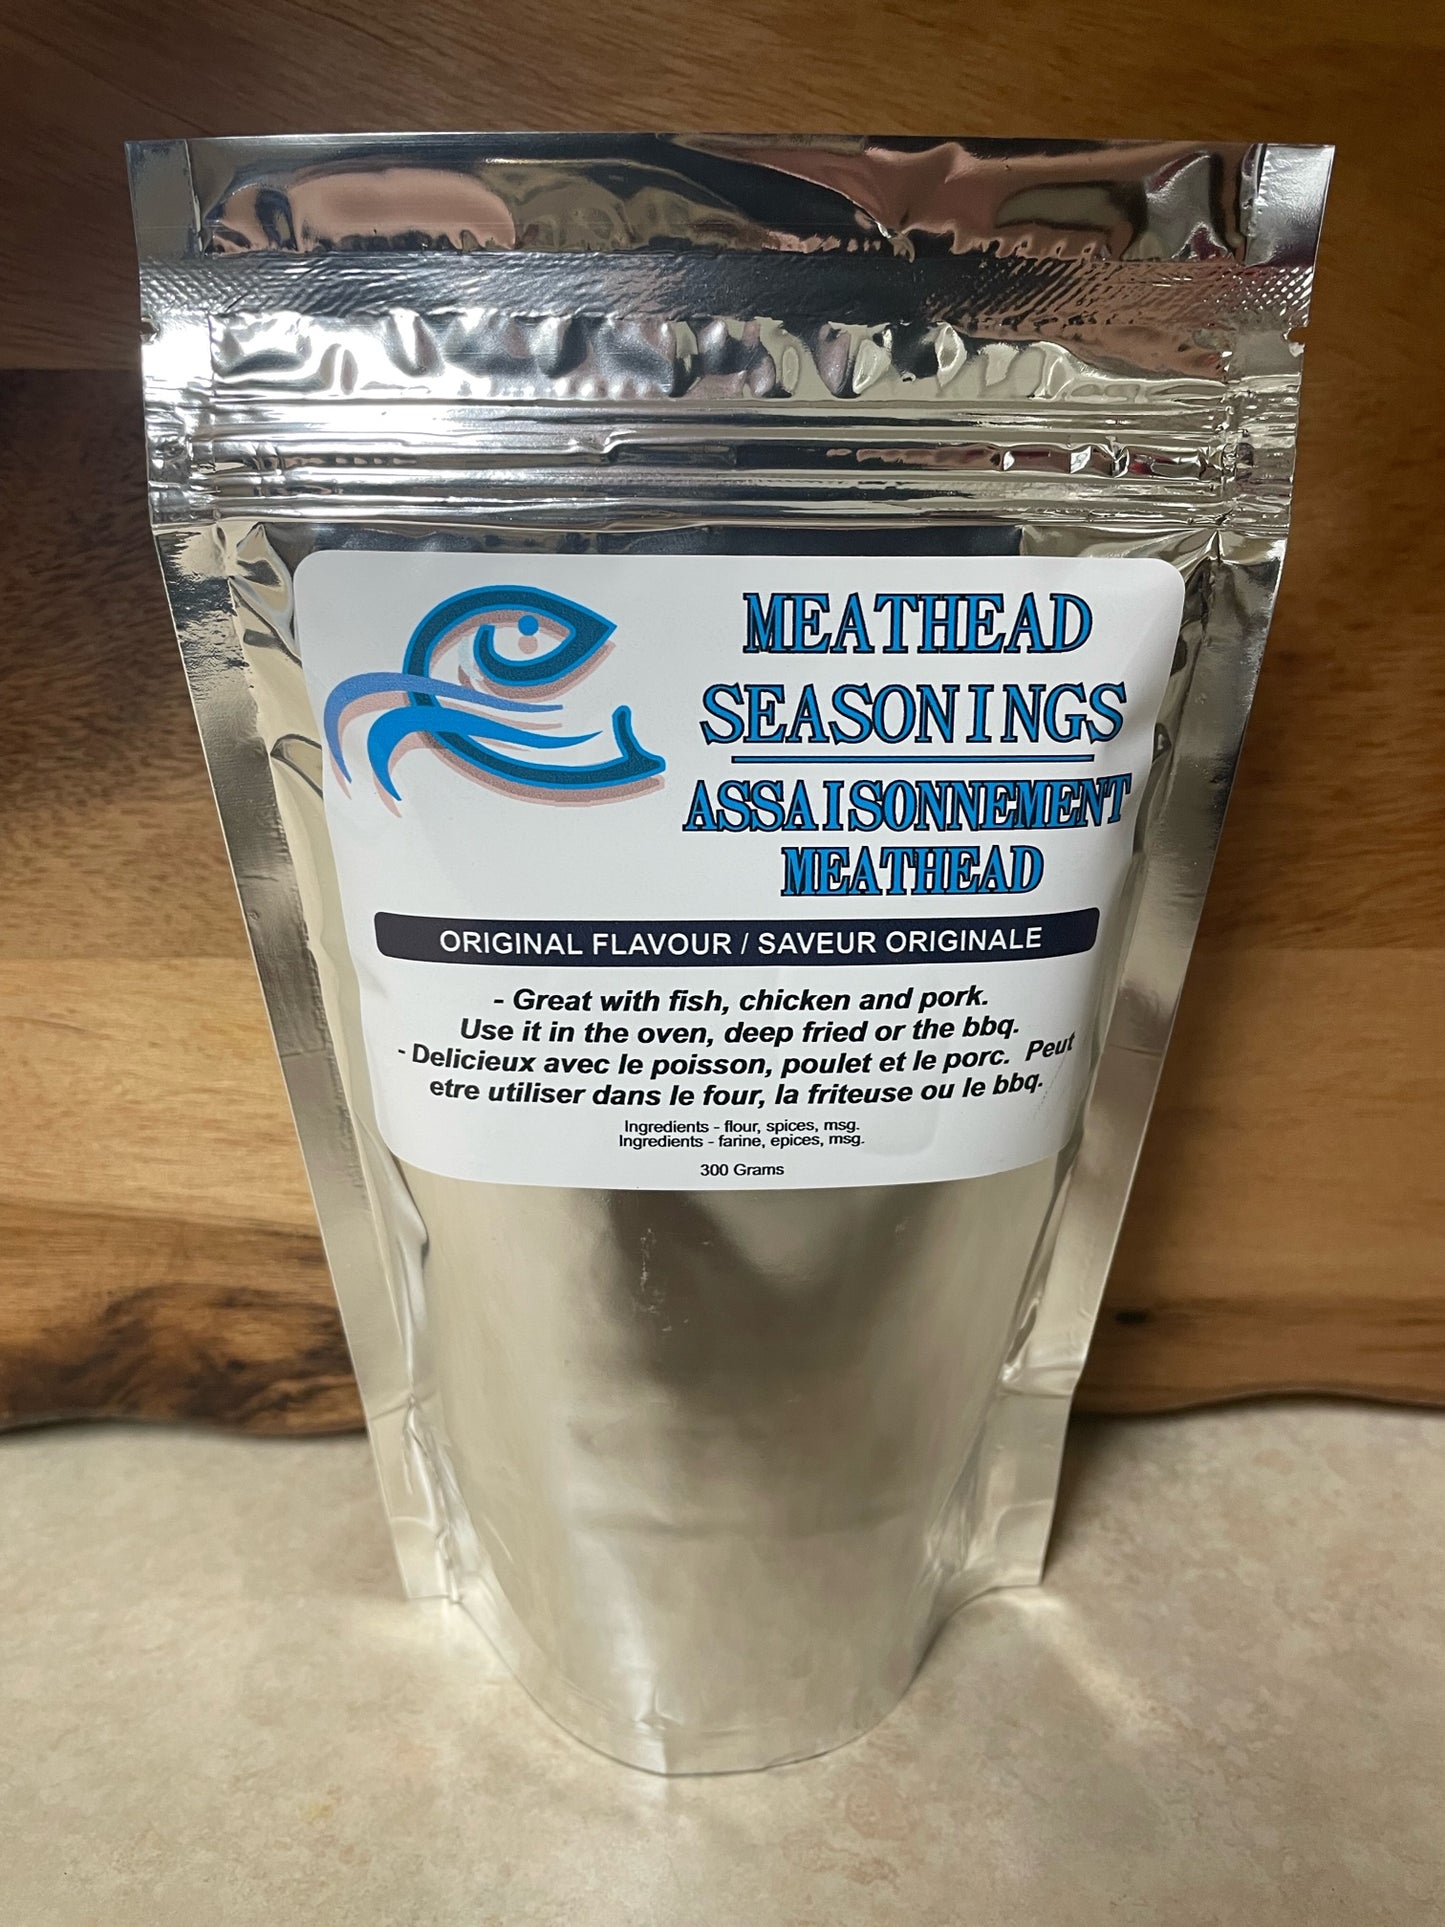 MEATHEAD
SEASONINGS
ASSAISONNEMENT
MEATHEAD
ORIGINAL FLAVOUR / SAVEUR ORIGINALE
- Great with fish, chicken and pork.
Use it in the oven, deep fried or the bbq.
- Delicieux avec le poisson, poulet et le porc. Peut
etre utiliser dans le four, la friteuse ou le bbq.
Ingredients - flour, spices, msg.
Ingredients - farine, epices, msg.
300 Grams